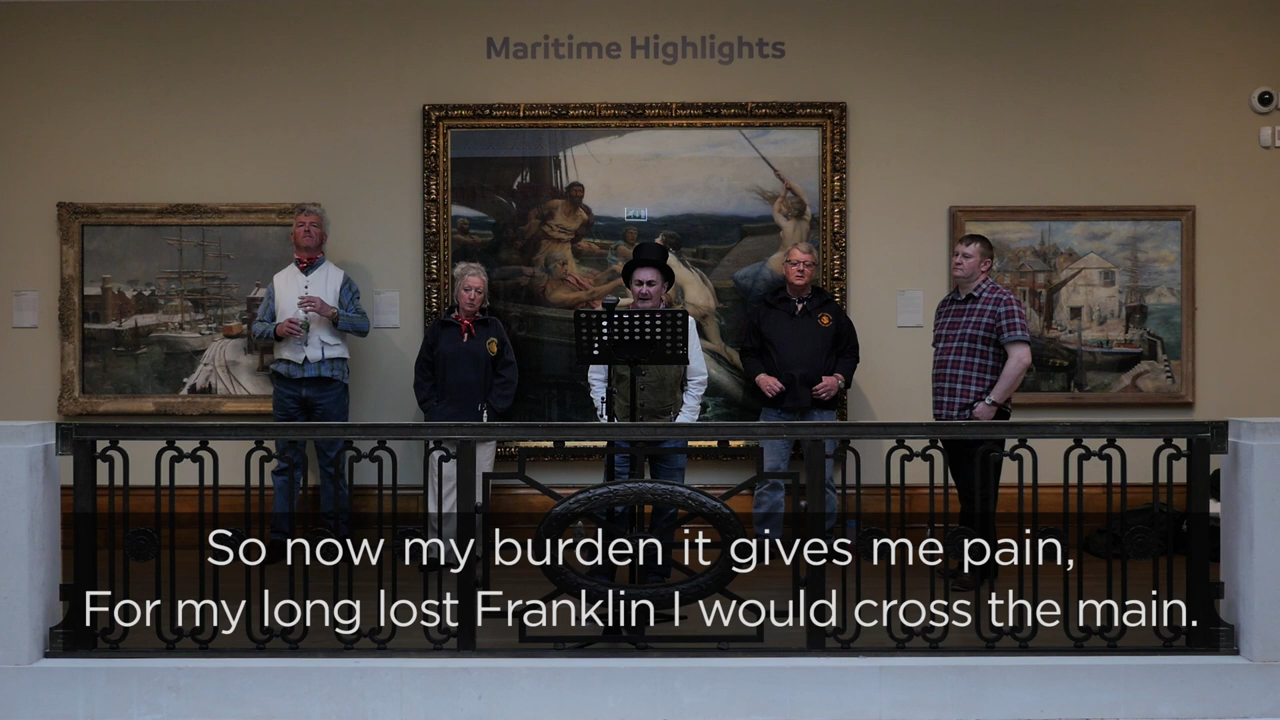 Maritime Highlights
So now my burden it gives me pain,
For my long lost Franklin I would cross the main.